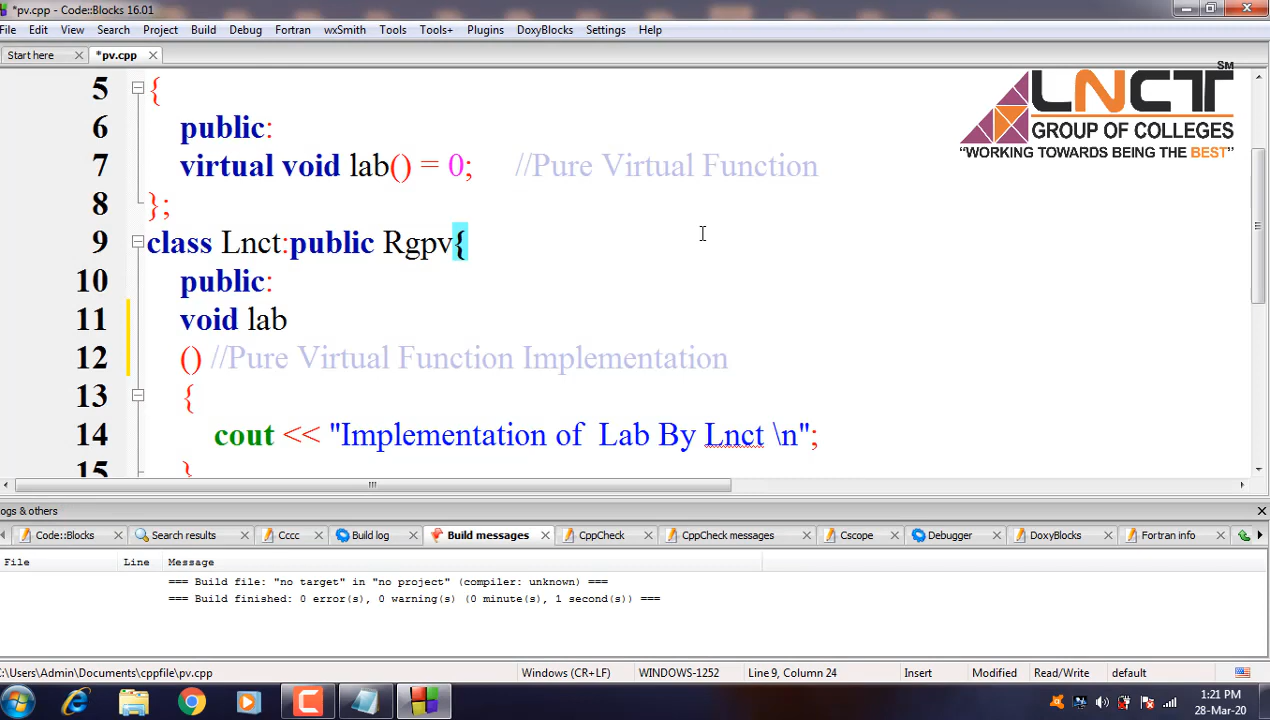 *pv.cpp - Code::Blocks 16.01
File Edit View Search Project Build Debug Fortran wxSmith Tools Tools+ Plugins DoxyBlocks Settings Help
Start here *pv.cpp
SM
LNCT
GROUP OF COLLEGES
“WORKING TOWARDS BEING THE BEST”
5 {
6 public:
7 virtual void lab() = 0; //Pure Virtual Function
8 };
9 class Lnct:public Rgpv{
10 public:
11 void lab
12 () //Pure Virtual Function Implementation
13 {
14 cout << "Implementation of Lab By Lnct \n";
15 }
ogs & others
Code::Blocks Search results Cccc Build log Build messages CppCheck CppCheck messages Cscope Debugger DoxyBlocks Fortran info
File Line Message
=== Build file: "no target" in "no project" (compiler: unknown) ===
=== Build finished: 0 error(s), 0 warning(s) (0 minute(s), 1 second(s)) ===
:\Users\Admin\Documents\cppfile\pv.cpp Windows (CR+LF) WINDOWS-1252 Line 9, Column 24 Insert Modified Read/Write default
1:21 PM
28-Mar-20